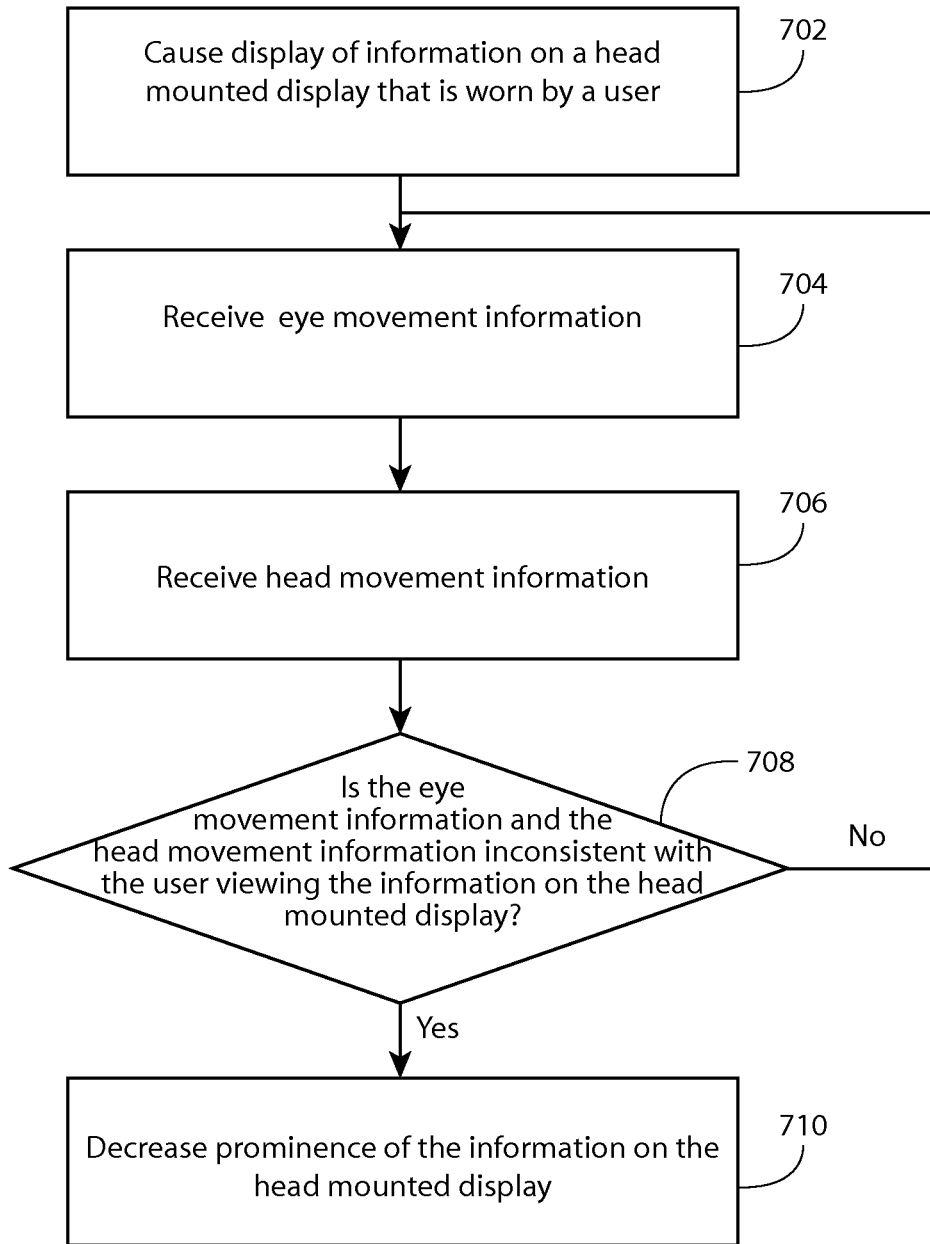 702
Cause display of information on a head
mounted display that is worn by a user
704
Receive eye movement information
706
Receive head movement information
708
Is the eye
movement information and the
head movement information inconsistent with
the user viewing the information on the head
mounted display?
No
Yes
710
Decrease prominence of the information on the
head mounted display